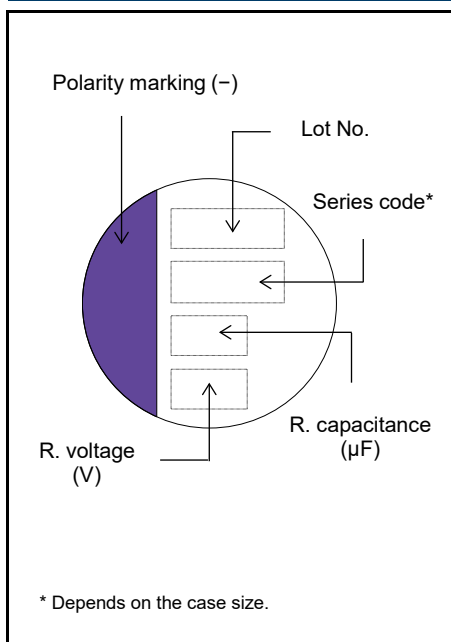 Polarity marking (−)
Lot No.
Series code*
R. capacitance
(µF)
R. voltage
(V)
* Depends on the case size.